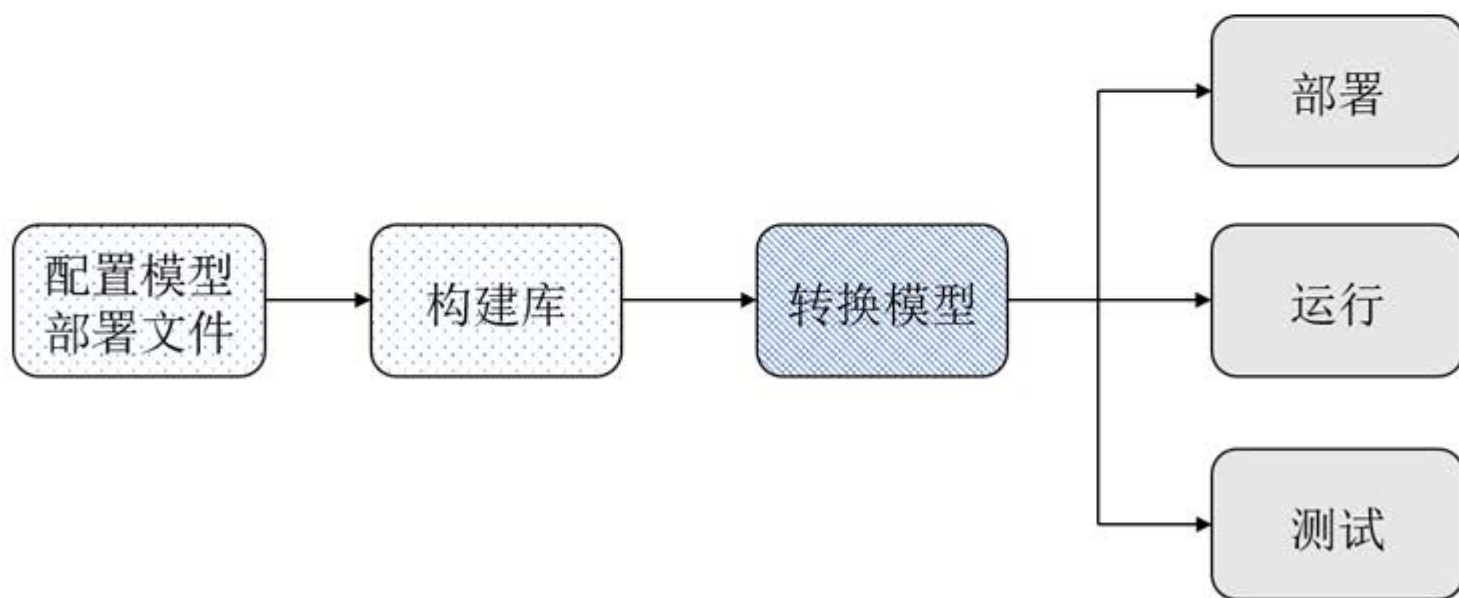 配置模型
部署文件
构建库
转换模型
部署
运行
测试